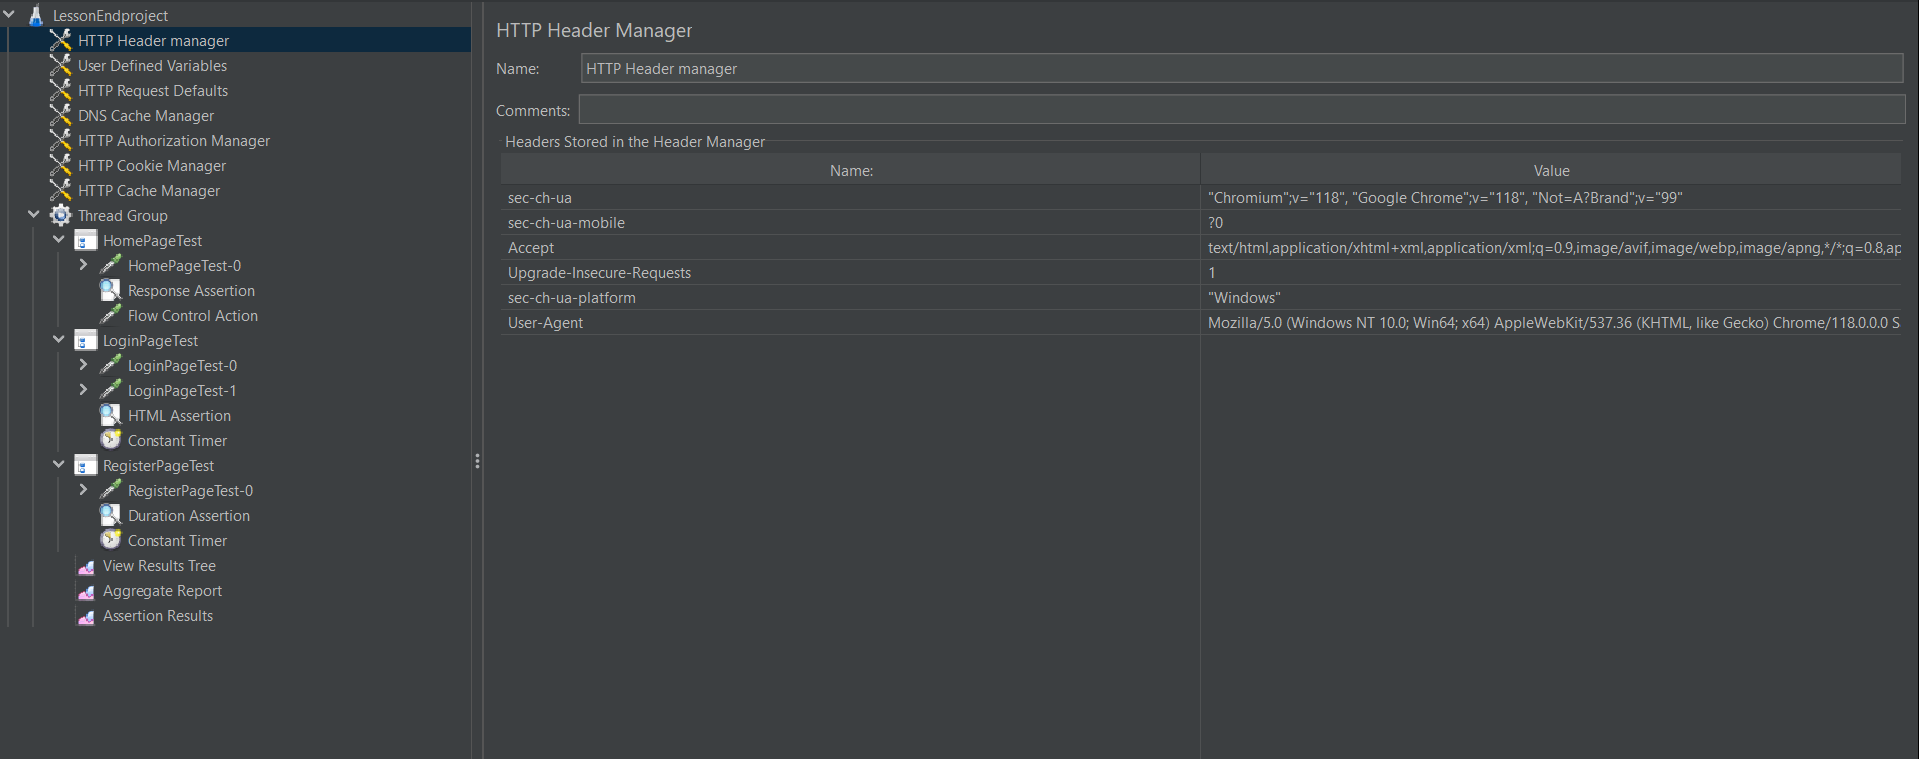 LessonEndproject
HTTP Header manager
User Defined Variables
HTTP Request Defaults
DNS Cache Manager
HTTP Authorization Manager
HTTP Cookie Manager
HTTP Cache Manager
Thread Group
HomePageTest
HomePageTest-0
Response Assertion
Flow Control Action
LoginPageTest
LoginPageTest-0
LoginPageTest-1
HTML Assertion
Constant Timer
RegisterPageTest
RegisterPageTest-0
Duration Assertion
Constant Timer
View Results Tree
Aggregate Report
Assertion Results
HTTP Header Manager
Name: HTTP Header manager
Comments:
Headers Stored in the Header Manager
Name: Value
sec-ch-ua "Chromium";v="118", "Google Chrome";v="118", "Not=A?Brand";v="99"
sec-ch-ua-mobile ?0
Accept text/html,application/xhtml+xml,application/xml;q=0.9,image/avif,image/webp,image/apng,*/*;q=0.8,ap
Upgrade-Insecure-Requests 1
sec-ch-ua-platform "Windows"
User-Agent Mozilla/5.0 (Windows NT 10.0; Win64; x64) AppleWebKit/537.36 (KHTML, like Gecko) Chrome/118.0.0.0 S